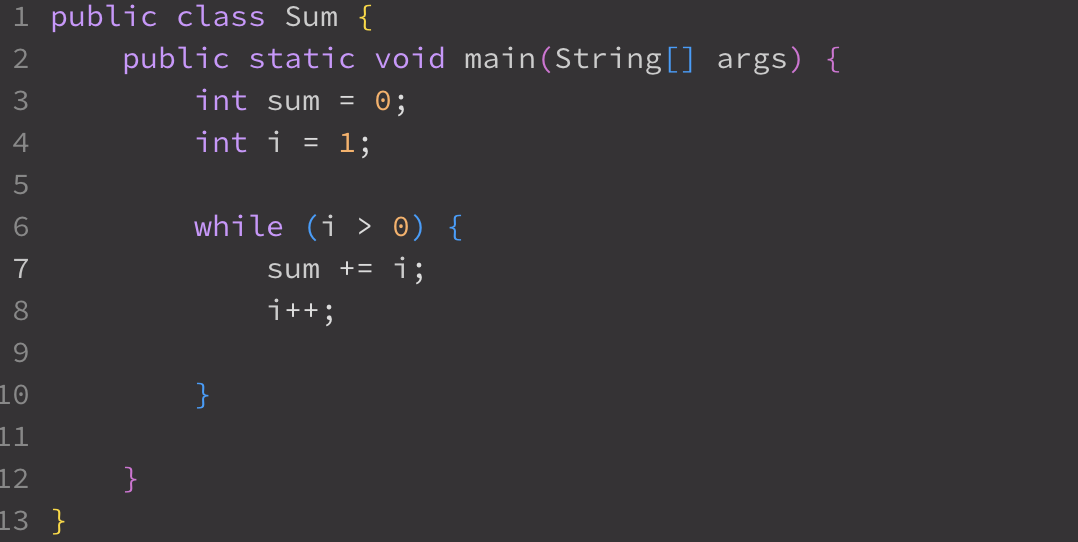 1 public class Sum {
2     public static void main(String[] args) {
3         int sum = 0;
4         int i = 1;
5
6         while (i > 0) {
7             sum += i;
8             i++;
9
10         }
11
12     }
13 }